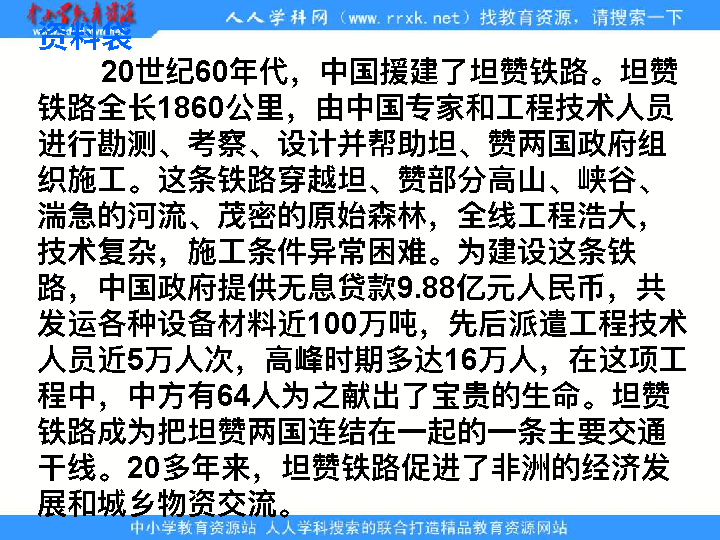 中小学教育资源站
人人学科网（www.rrxk.net）找教育资源，请搜索一下
资料袋
20世纪60年代，中国援建了坦赞铁路。坦赞
铁路全长1860公里，由中国专家和工程技术人员
进行勘测、考察、设计并帮助坦、赞两国政府组
织施工。这条铁路穿越坦、赞部分高山、峡谷、
湍急的河流、茂密的原始森林，全线工程浩大，
技术复杂，施工条件异常困难。为建设这条铁
路，中国政府提供无息贷款9.88亿元人民币，共
发运各种设备材料近100万吨，先后派遣工程技术
人员近5万人次，高峰时期多达16万人，在这项工
程中，中方有64人为之献出了宝贵的生命。坦赞
铁路成为把坦赞两国连结在一起的一条主要交通
干线。20多年来，坦赞铁路促进了非洲的经济发
展和城乡物资交流。
中小学教育资源站 人人学科搜索的联合打造精品教育资源网站